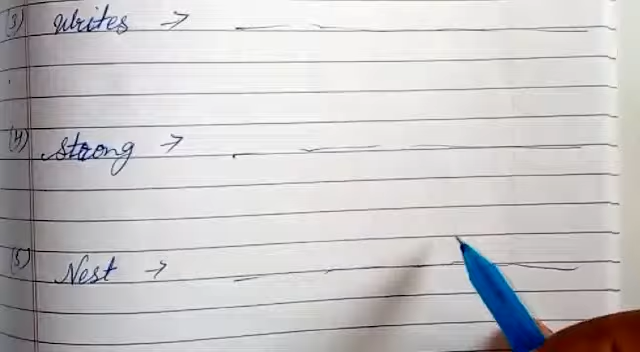 (3) Writes →
(4) Strong →
(5) Nest →